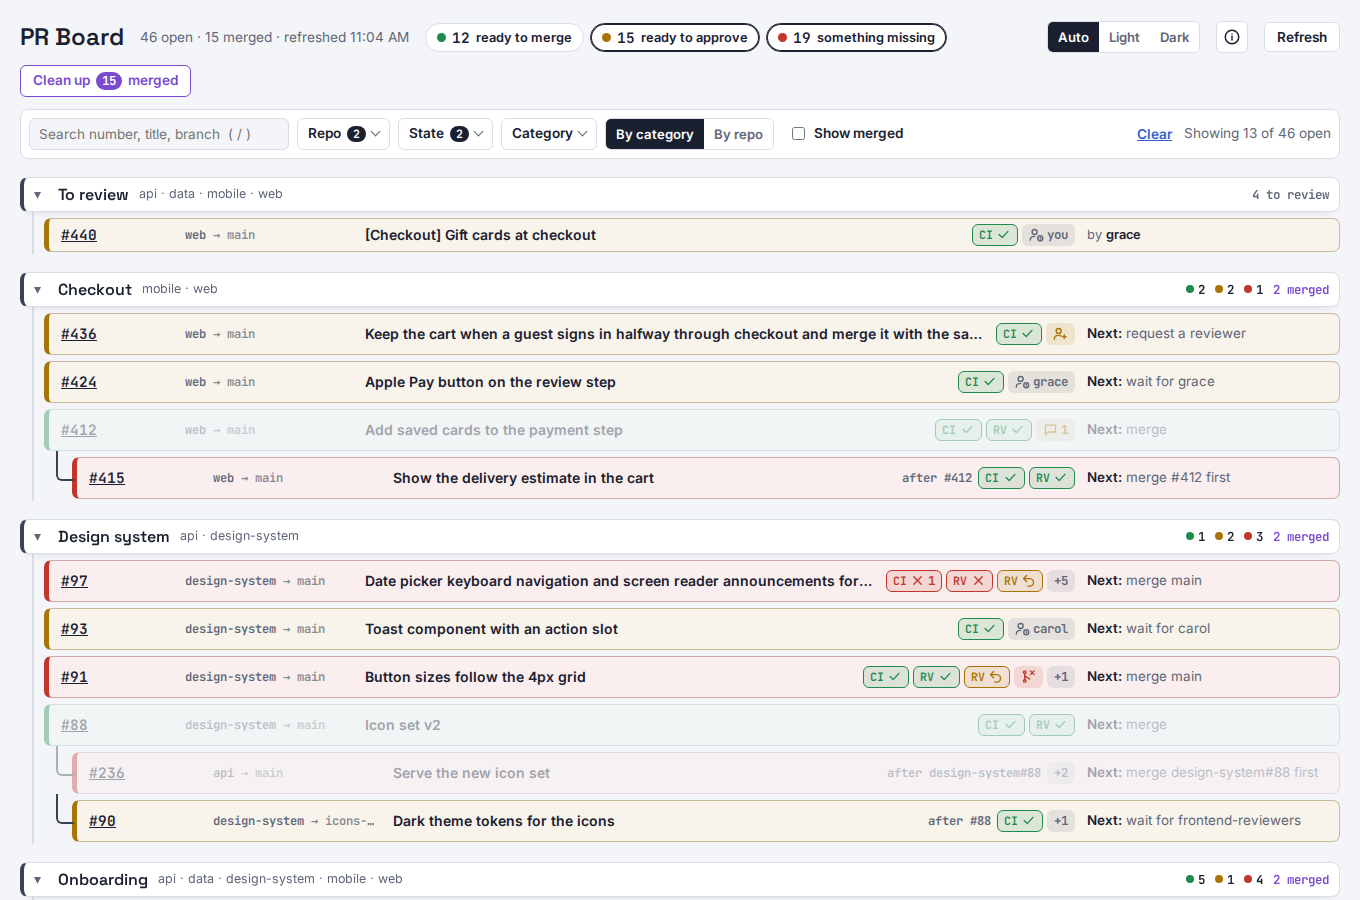 PR Board 46 open · 15 merged · refreshed 11:04 AM 12 ready to merge 15 ready to approve 19 something missing Auto Light Dark Refresh
Clean up 15 merged
Search number, title, branch ( / ) Repo 2 State 2 Category By category By repo Show merged Clear Showing 13 of 46 open
To review api · data · mobile · web 4 to review
#440 web → main [Checkout] Gift cards at checkout CI you by grace
Checkout mobile · web 2 2 1 2 merged
#436 web → main Keep the cart when a guest signs in halfway through checkout and merge it with the sa... CI Next: request a reviewer
#424 web → main Apple Pay button on the review step CI grace Next: wait for grace
#412 web → main Add saved cards to the payment step CI RV 1 Next: merge
#415 web → main Show the delivery estimate in the cart after #412 CI RV Next: merge #412 first
Design system api · design-system 1 2 3 2 merged
#97 design-system → main Date picker keyboard navigation and screen reader announcements for... CI 1 RV RV +5 Next: merge main
#93 design-system → main Toast component with an action slot CI carol Next: wait for carol
#91 design-system → main Button sizes follow the 4px grid CI RV RV +1 Next: merge main
#88 design-system → main Icon set v2 CI RV Next: merge
#236 api → main Serve the new icon set after design-system#88 +2 Next: merge design-system#88 first
#90 design-system → icons-… Dark theme tokens for the icons after #88 CI +1 Next: wait for frontend-reviewers
Onboarding api · data · design-system · mobile · web 5 1 4 2 merged